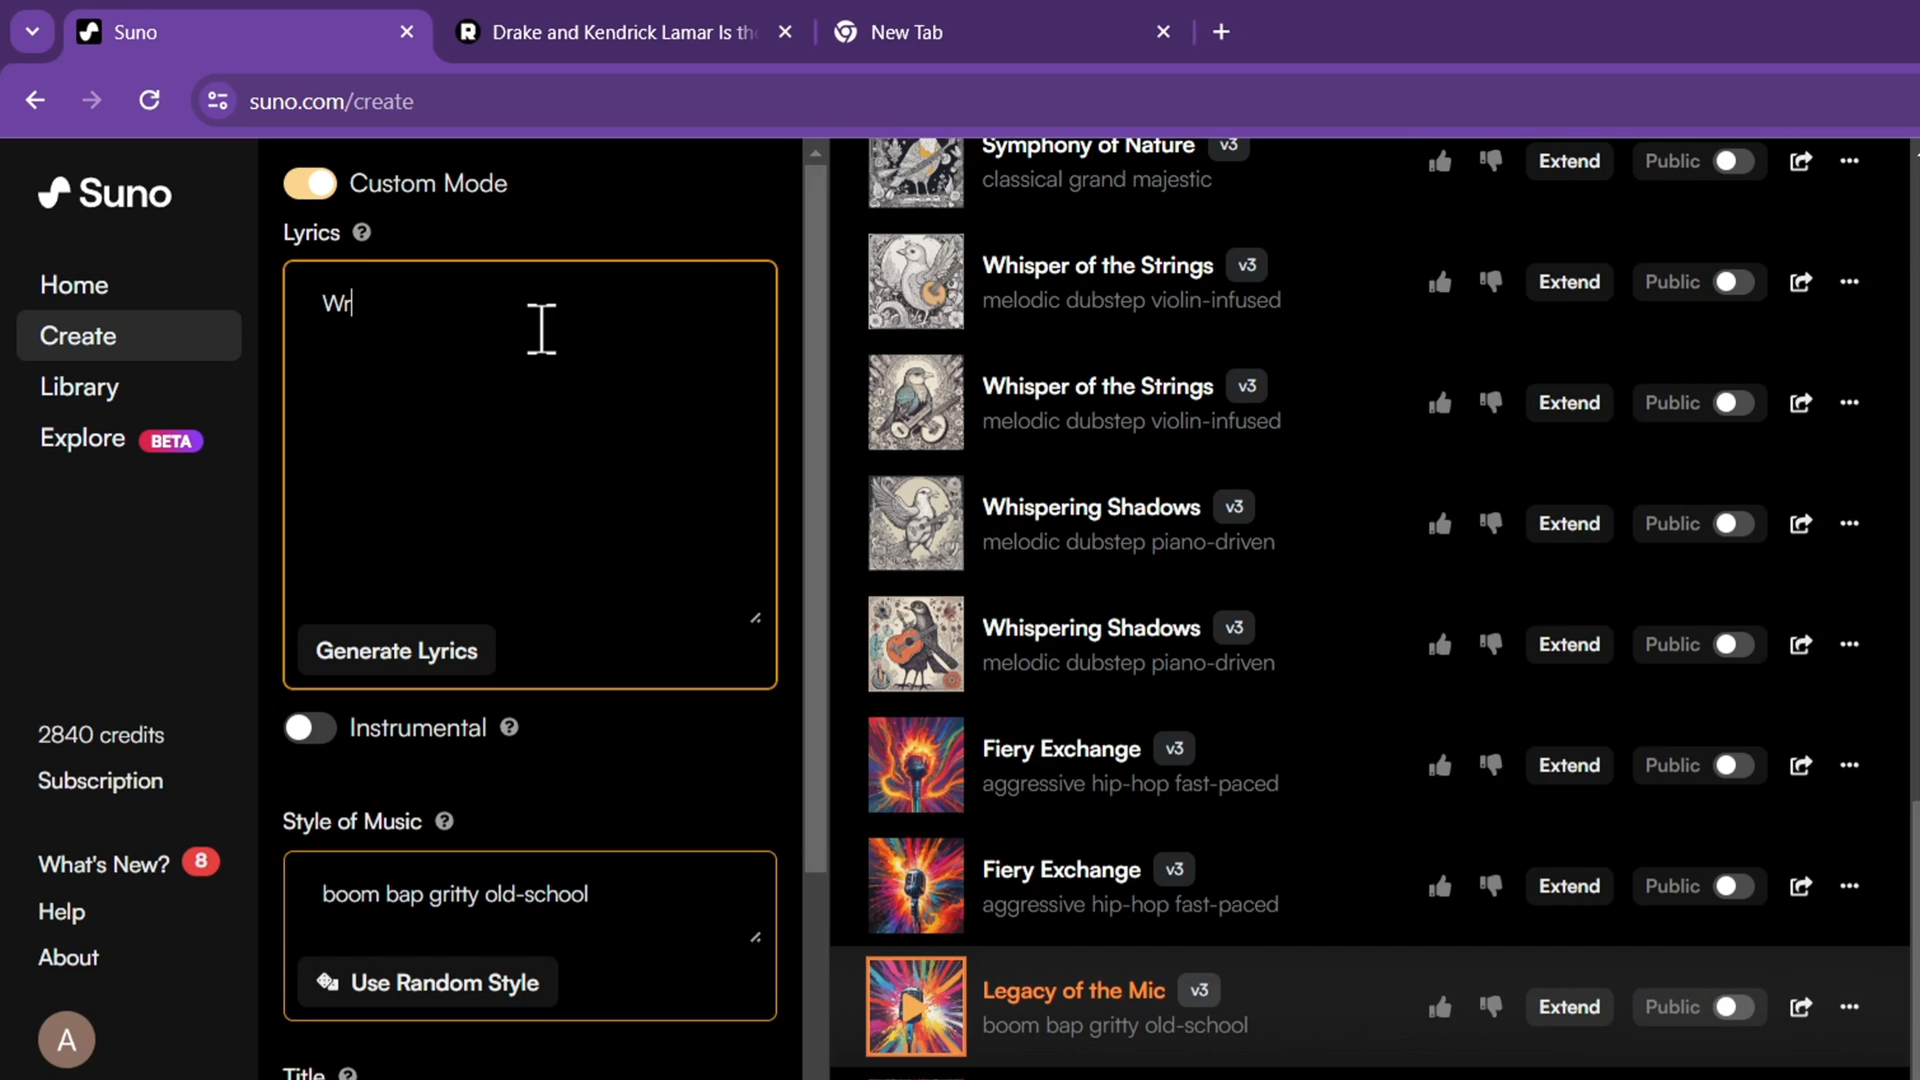 Suno
Drake and Kendrick Lamar Is the
New Tab
suno.com/create
Suno
Home
Create
Library
Explore BETA
2840 credits
Subscription
What's New? 8
Help
About
A
Custom Mode
Lyrics
Wr
Generate Lyrics
Instrumental
Style of Music
boom bap gritty old-school
Use Random Style
Title
Symphony of Nature v3
classical grand majestic
Extend Public
Whisper of the Strings v3
melodic dubstep violin-infused
Extend Public
Whisper of the Strings v3
melodic dubstep violin-infused
Extend Public
Whispering Shadows v3
melodic dubstep piano-driven
Extend Public
Whispering Shadows v3
melodic dubstep piano-driven
Extend Public
Fiery Exchange v3
aggressive hip-hop fast-paced
Extend Public
Fiery Exchange v3
aggressive hip-hop fast-paced
Extend Public
Legacy of the Mic v3
boom bap gritty old-school
Extend Public